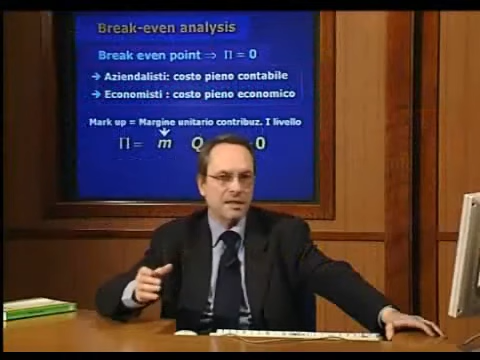 Break-even analysis
Break even point ⇒ Π = 0
→ Aziendalisti: costo pieno contabile
→ Economisti : costo pieno economico
Mark up = Margine unitario contribuz. I livello
Π = m Q 0